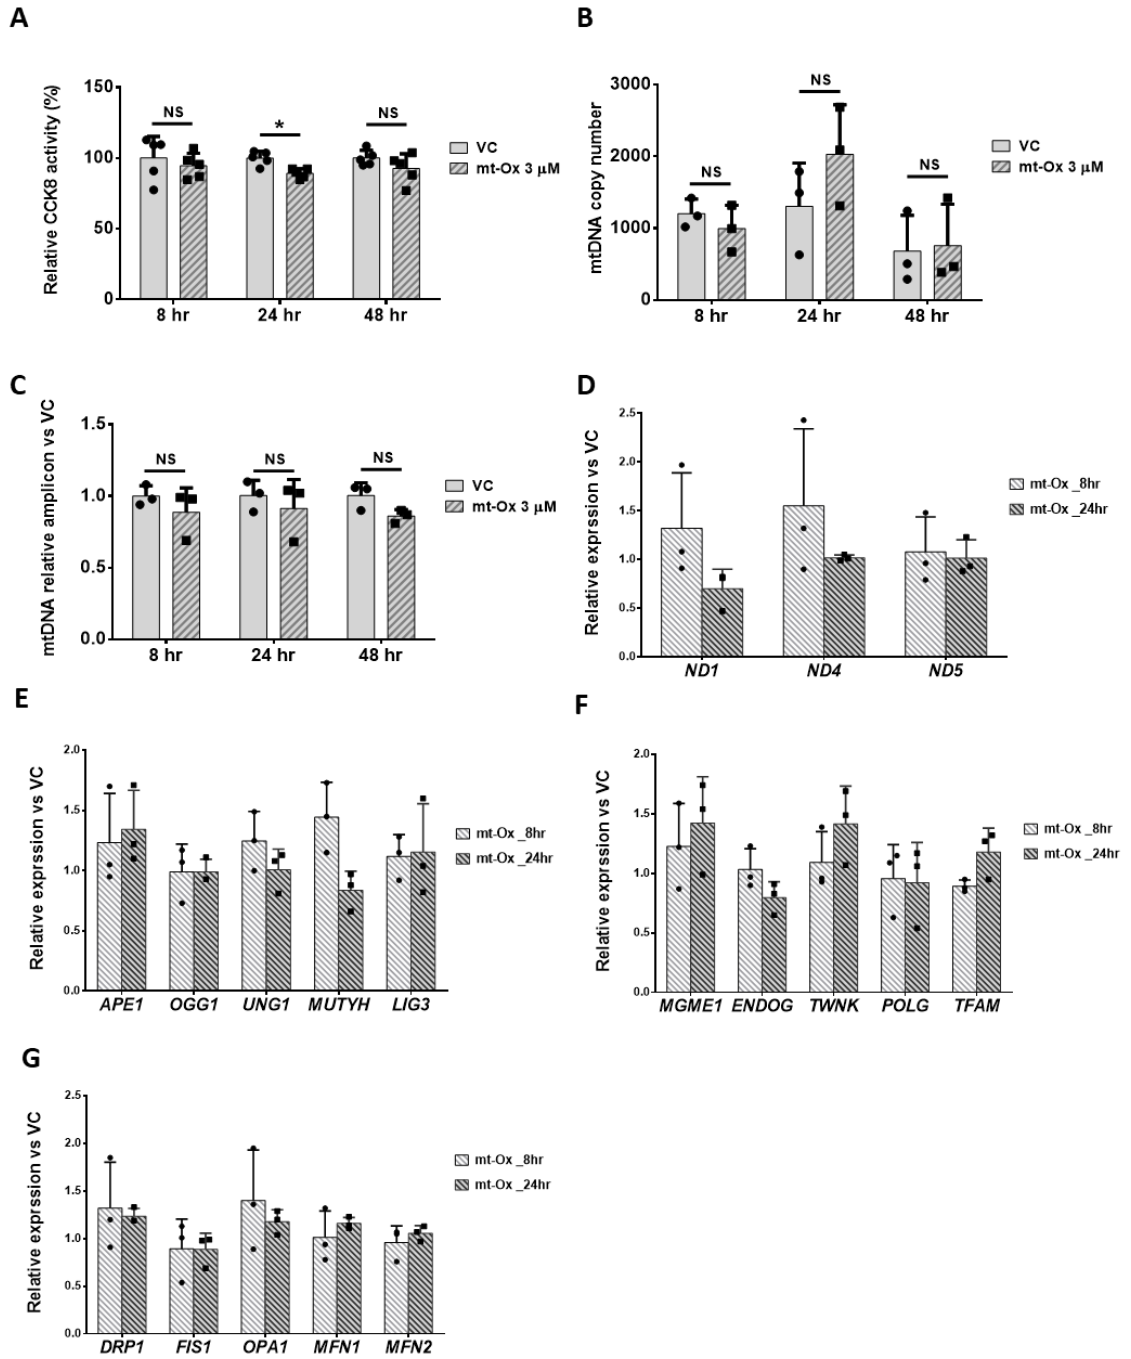 A
Relative CCK8 activity (%)
150
100
50
0
NS
*
NS
8 hr
24 hr
48 hr
VC
mt-Ox 3 μM
B
mtDNA copy number
3000
2000
1000
0
NS
NS
NS
8 hr
24 hr
48 hr
VC
mt-Ox 3 μM
C
mtDNA relative amplicon vs VC
1.5
1.0
0.5
0.0
NS
NS
NS
8 hr
24 hr
48 hr
VC
mt-Ox 3 μM
D
Relative exprssion vs VC
2.5
2.0
1.5
1.0
0.5
0.0
ND1
ND4
ND5
mt-Ox _8hr
mt-Ox _24hr
E
Relative exprssion vs VC
2.0
1.5
1.0
0.5
0.0
APE1
OGG1
UNG1
MUTYH
LIG3
mt-Ox _8hr
mt-Ox _24hr
F
Relative exprssion vs VC
2.0
1.5
1.0
0.5
0.0
MGME1
ENDOG
TWNK
POLG
TFAM
mt-Ox _8hr
mt-Ox _24hr
G
Relative exprssion vs VC
2.5
2.0
1.5
1.0
0.5
0.0
DRP1
FIS1
OPA1
MFN1
MFN2
mt-Ox _8hr
mt-Ox _24hr